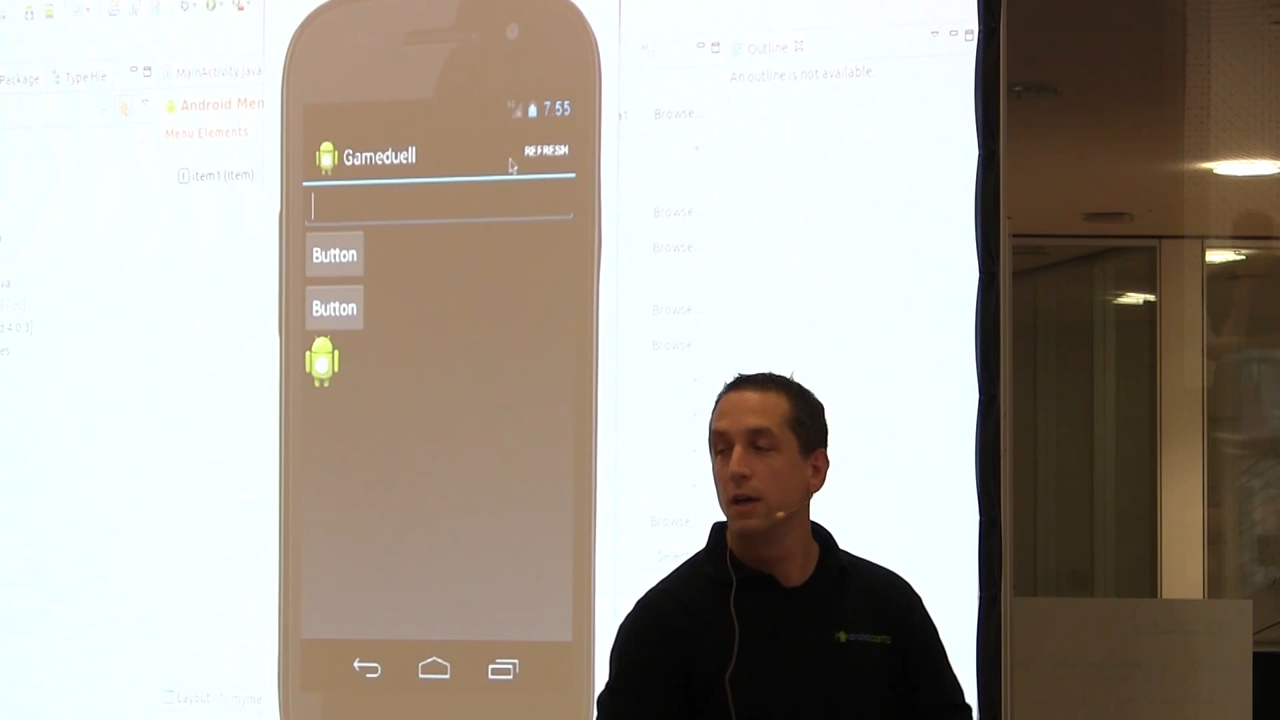 Package
Type Hie
MainActivity.java
Outline
An outline is not available.
Android Men
Menu Elements
item1 (Item)
7:55
Gameduell
REFRESH
Browse...
Button
Browse...
Browse...
Button
Browse...
Browse...
Browse...
Layout